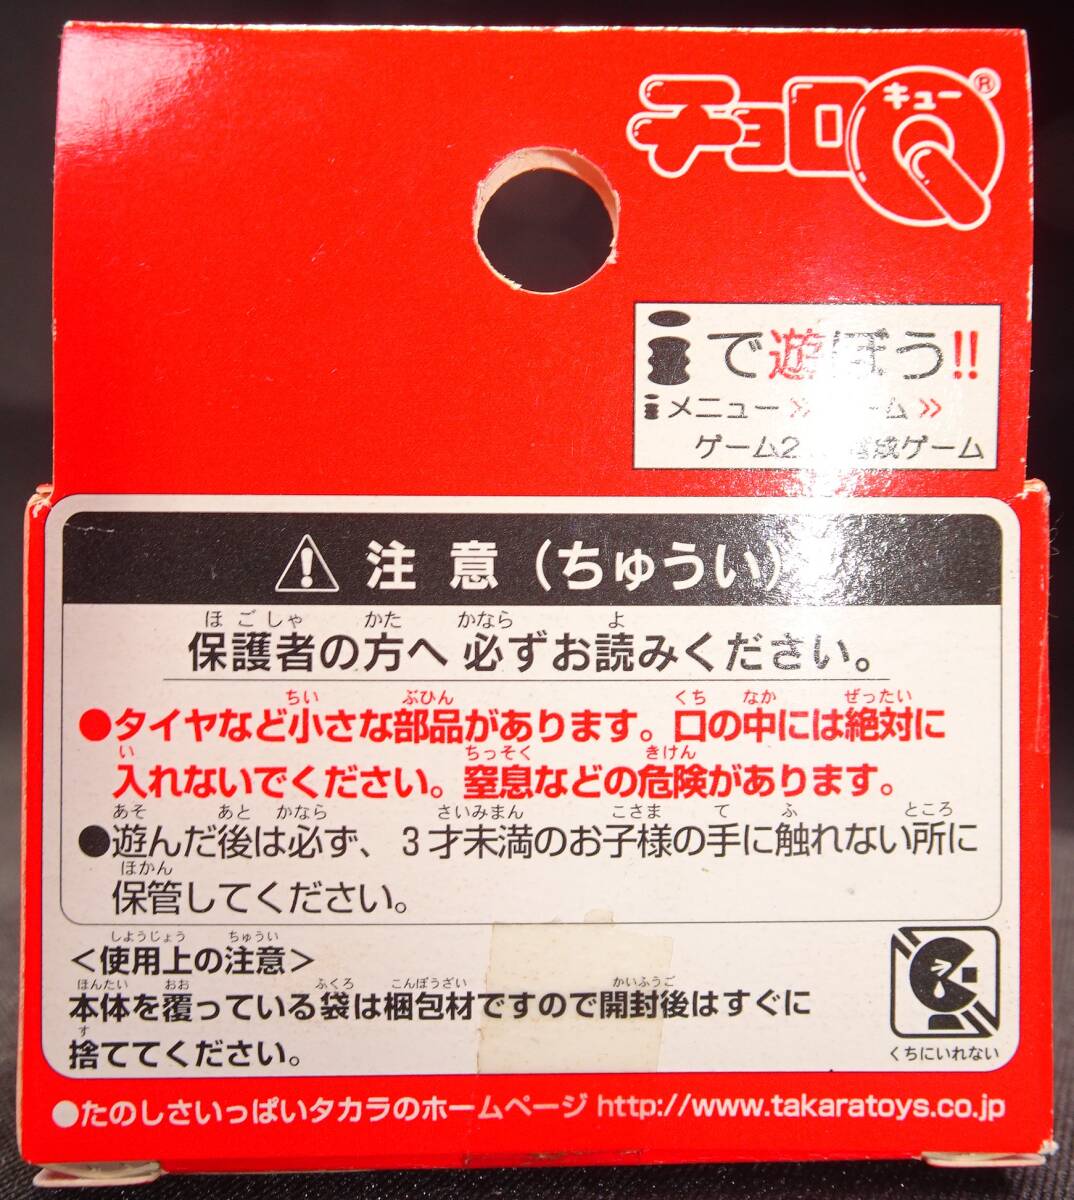 チョロQ®
キュー
iで遊ぼう!!
iメニュー»ゲーム»
ゲーム2 育成ゲーム
注意（ちゅうい）
ほごしゃ かた かなら よ
保護者の方へ 必ずお読みください。
ちい ぶひん くち なか ぜったい
●タイヤなど小さな部品があります。口の中には絶対に
い ちっそく きけん
入れないでください。窒息などの危険があります。
あそ あと かなら さいみまん こさま て ふ ところ
●遊んだ後は必ず、3才未満のお子様の手に触れない所に
ほかん
保管してください。
しようじょう ちゅうい
＜使用上の注意＞
ほんたい おお ふくろ こんぽうざい かいふうご
本体を覆っている袋は梱包材ですので開封後はすぐに
す
捨ててください。
くちにいれない
●たのしさいっぱいタカラのホームページ http://www.takaratoys.co.jp